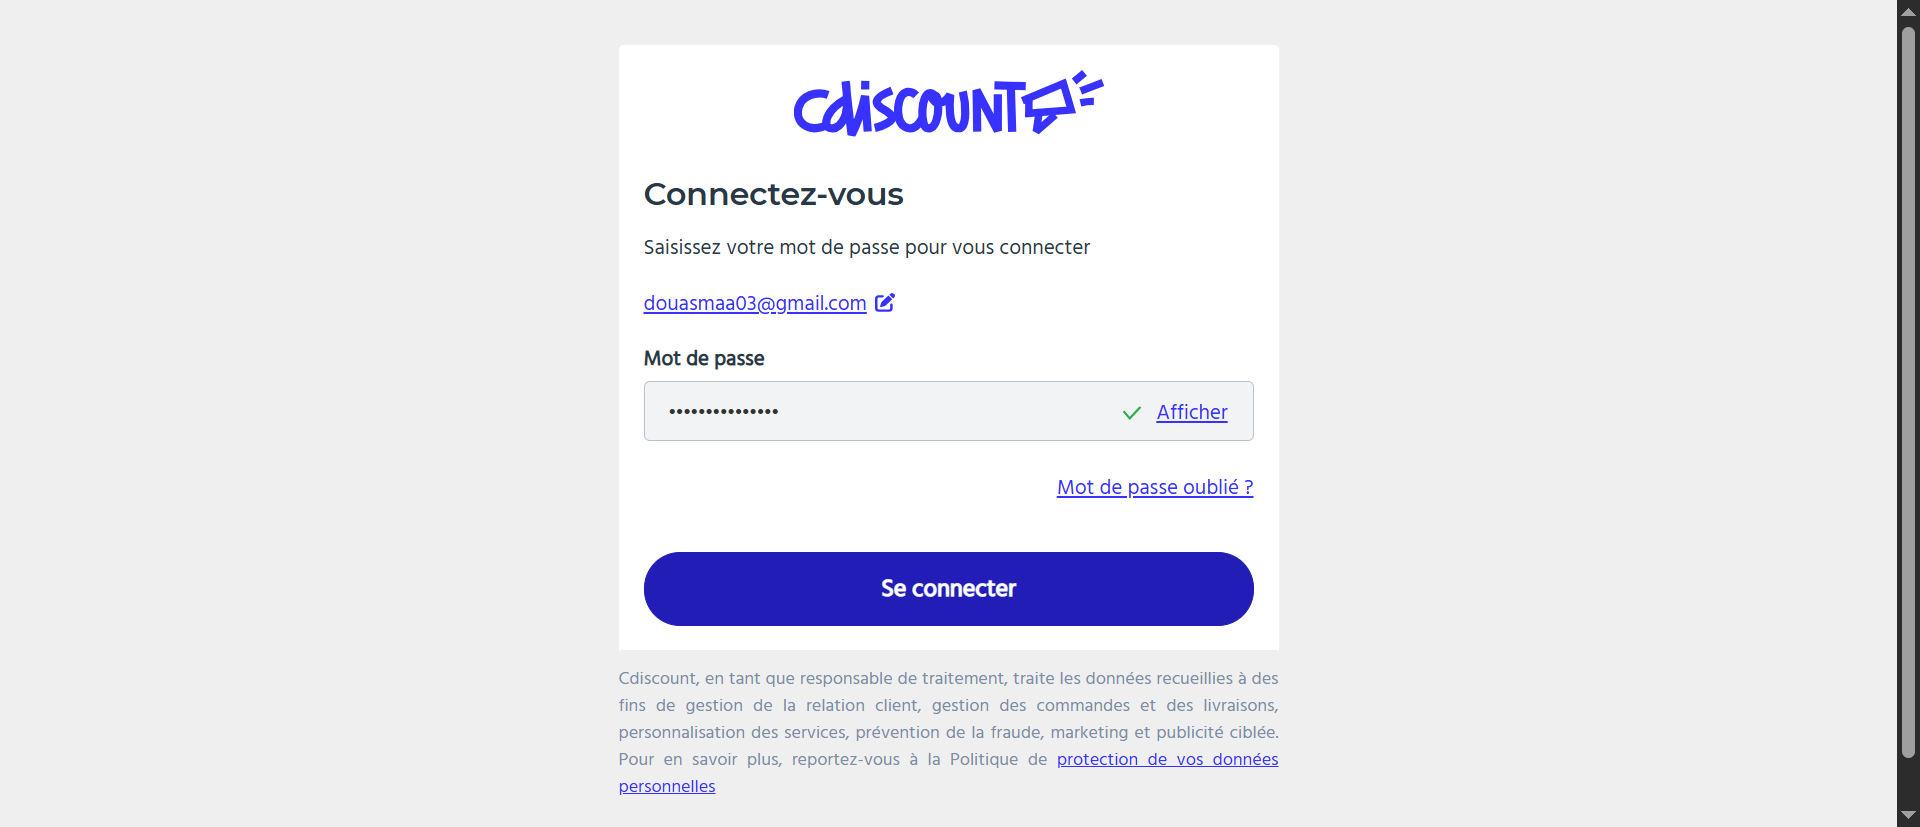 Cdiscount
Connectez-vous
Saisissez votre mot de passe pour vous connecter
douasmaa03@gmail.com
Mot de passe
••••••••••••••• Afficher
Mot de passe oublié ?
Se connecter
Cdiscount, en tant que responsable de traitement, traite les données recueillies à des
fins de gestion de la relation client, gestion des commandes et des livraisons,
personnalisation des services, prévention de la fraude, marketing et publicité ciblée.
Pour en savoir plus, reportez-vous à la Politique de protection de vos données
personnelles